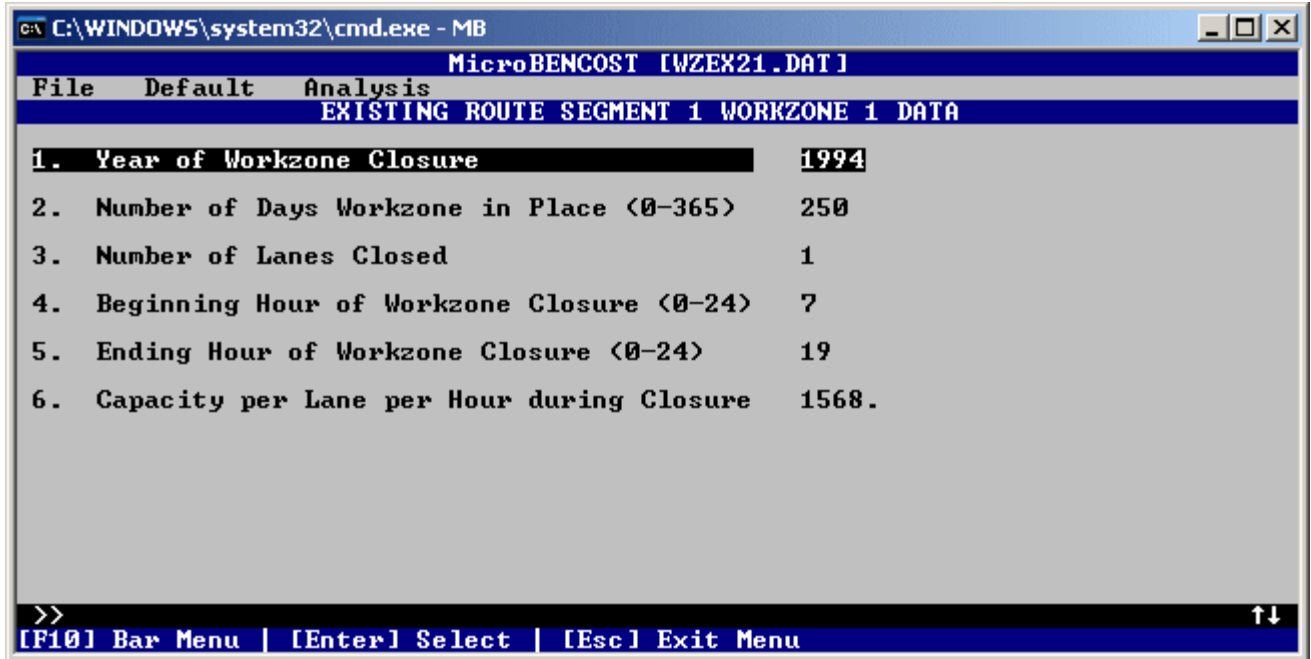 C:\WINDOWS\system32\cmd.exe - MB
MicroBENCOST [WZEX21.DAT]
File Default Analysis
EXISTING ROUTE SEGMENT 1 WORKZONE 1 DATA
1. Year of Workzone Closure 1994
2. Number of Days Workzone in Place (0-365) 250
3. Number of Lanes Closed 1
4. Beginning Hour of Workzone Closure (0-24) 7
5. Ending Hour of Workzone Closure (0-24) 19
6. Capacity per Lane per Hour during Closure 1568.
>> ↑↓
[F10] Bar Menu | [Enter] Select | [Esc] Exit Menu